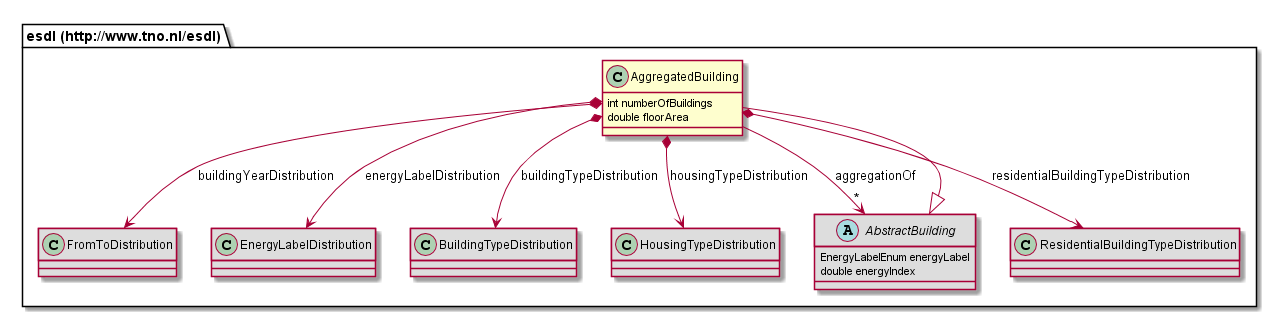 esdl (http://www.tno.nl/esdl)
C AggregatedBuilding
int numberOfBuildings
double floorArea
buildingYearDistribution
energyLabelDistribution
buildingTypeDistribution
housingTypeDistribution
aggregationOf
residentialBuildingTypeDistribution
*
C FromToDistribution
C EnergyLabelDistribution
C BuildingTypeDistribution
C HousingTypeDistribution
A AbstractBuilding
EnergyLabelEnum energyLabel
double energyIndex
C ResidentialBuildingTypeDistribution